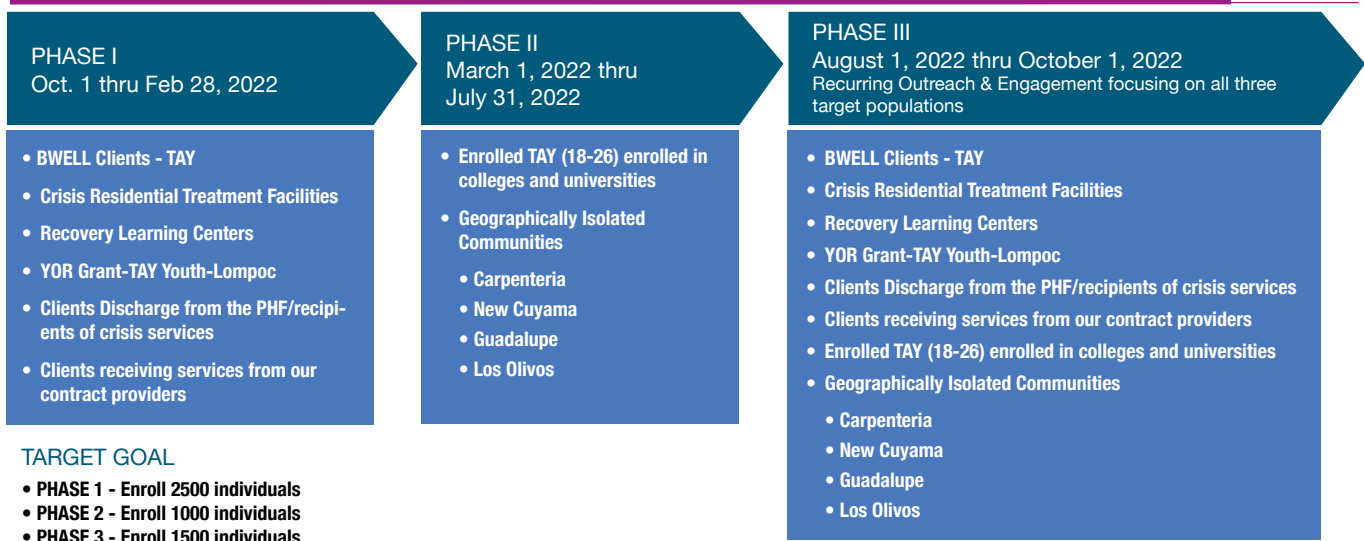 PHASE I
Oct. 1 thru Feb 28, 2022
• BWELL Clients - TAY
• Crisis Residential Treatment Facilities
• Recovery Learning Centers
• YOR Grant-TAY Youth-Lompoc
• Clients Discharge from the PHF/recipi-
ents of crisis services
• Clients receiving services from our
contract providers
PHASE II
March 1, 2022 thru
July 31, 2022
• Enrolled TAY (18-26) enrolled in
colleges and universities
• Geographically Isolated
Communities
• Carpenteria
• New Cuyama
• Guadalupe
• Los Olivos
PHASE III
August 1, 2022 thru October 1, 2022
Recurring Outreach & Engagement focusing on all three
target populations
• BWELL Clients - TAY
• Crisis Residential Treatment Facilities
• Recovery Learning Centers
• YOR Grant-TAY Youth-Lompoc
• Clients Discharge from the PHF/recipients of crisis services
• Clients receiving services from our contract providers
• Enrolled TAY (18-26) enrolled in colleges and universities
• Geographically Isolated Communities
• Carpenteria
• New Cuyama
• Guadalupe
• Los Olivos
TARGET GOAL
• PHASE 1 - Enroll 2500 individuals
• PHASE 2 - Enroll 1000 individuals
• PHASE 3 - Enroll 1500 individuals